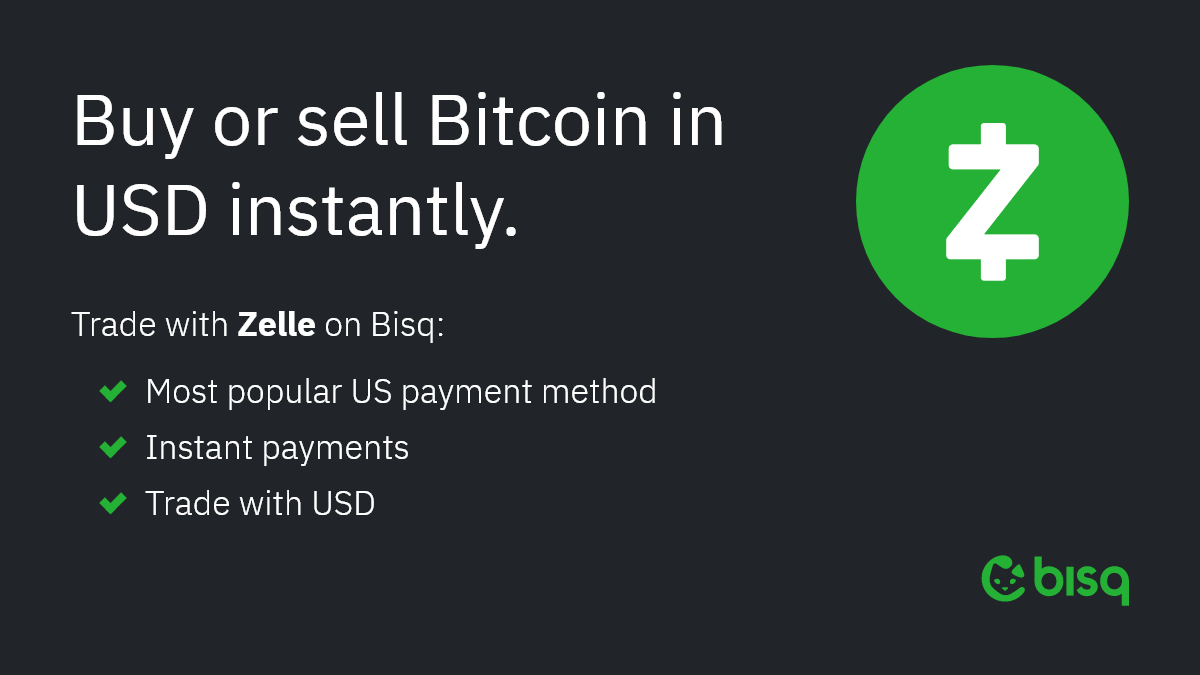 Buy or sell Bitcoin in
USD instantly.
Trade with Zelle on Bisq:
Most popular US payment method
Instant payments
Trade with USD
bisq